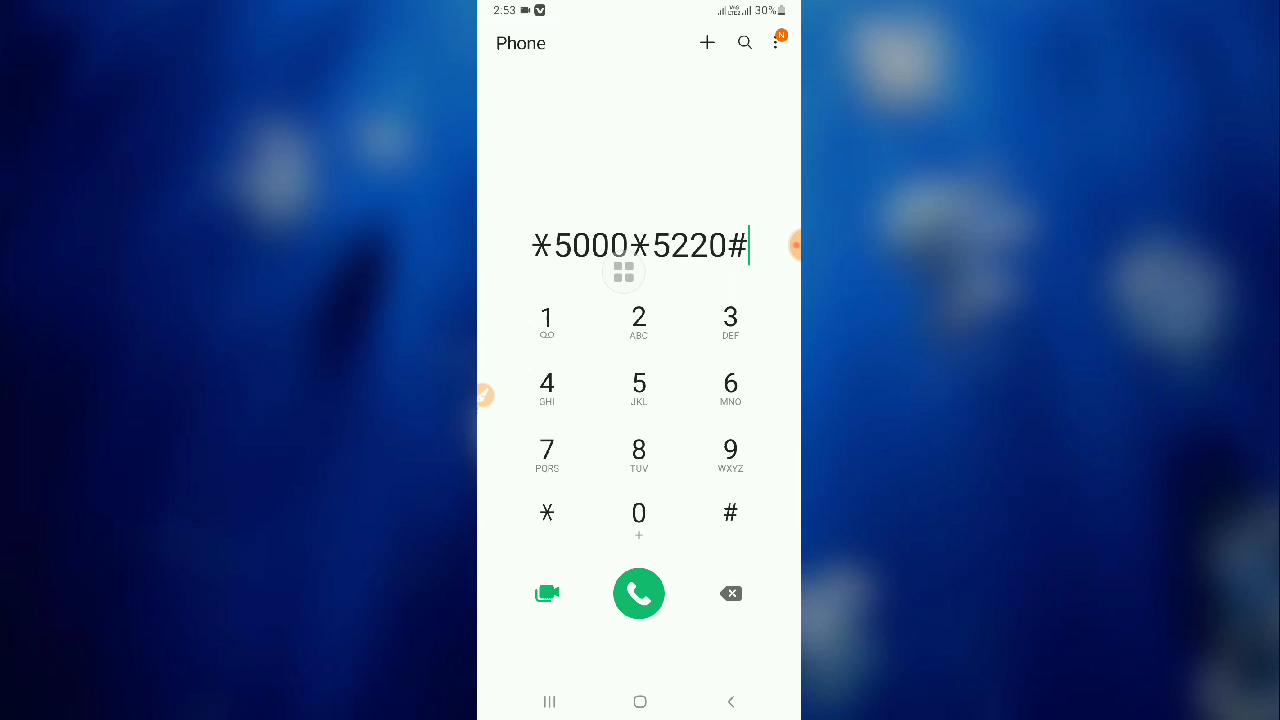 2:53 30%
Phone
N
*5000*5220#
1 2 3
ABC DEF
4 5 6
GHI JKL MNO
7 8 9
PQRS TUV WXYZ
* 0 #
+